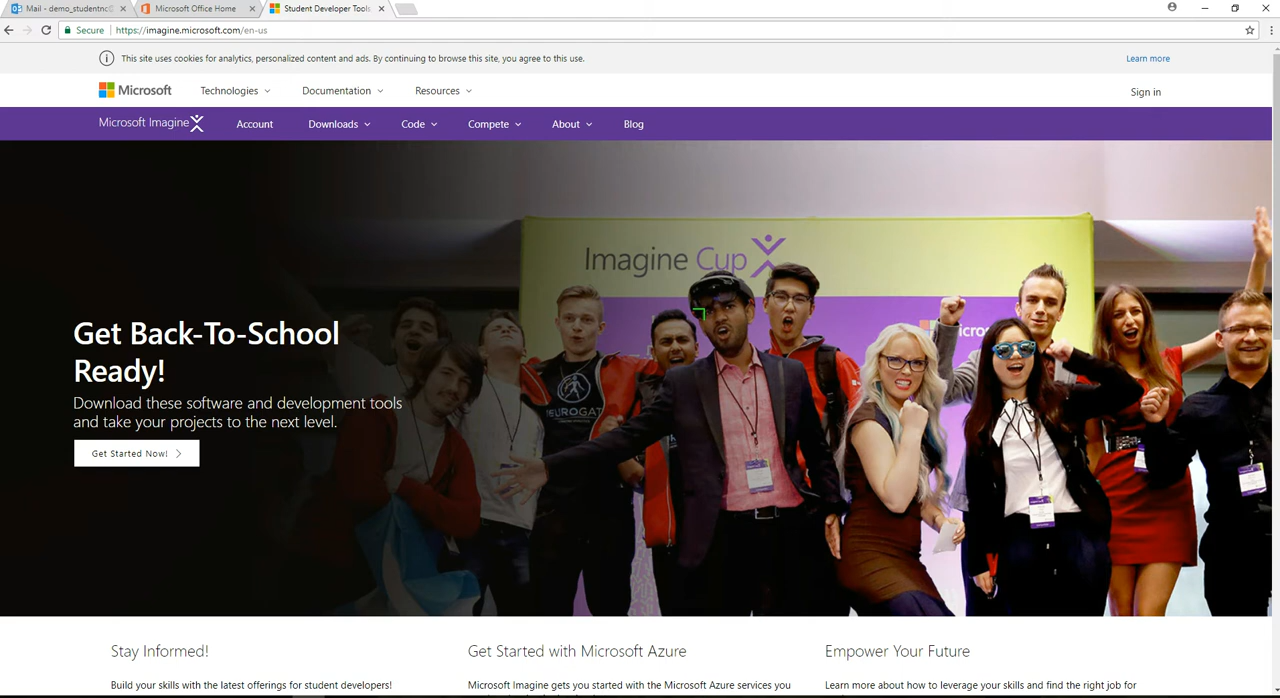 Mail - demo_studentnc@
Microsoft Office Home
Student Developer Tools
Secure
https://imagine.microsoft.com/en-us
This site uses cookies for analytics, personalized content and ads. By continuing to browse this site, you agree to this use.
Learn more
Microsoft
Technologies
Documentation
Resources
Sign in
Microsoft Imagine
Account
Downloads
Code
Compete
About
Blog
Imagine Cup
Get Back-To-School
Ready!
Download these software and development tools
and take your projects to the next level.
Get Started Now!
Stay Informed!
Get Started with Microsoft Azure
Empower Your Future
Build your skills with the latest offerings for student developers!
Microsoft Imagine gets you started with the Microsoft Azure services you
Learn more about how to leverage your skills and find the right job for